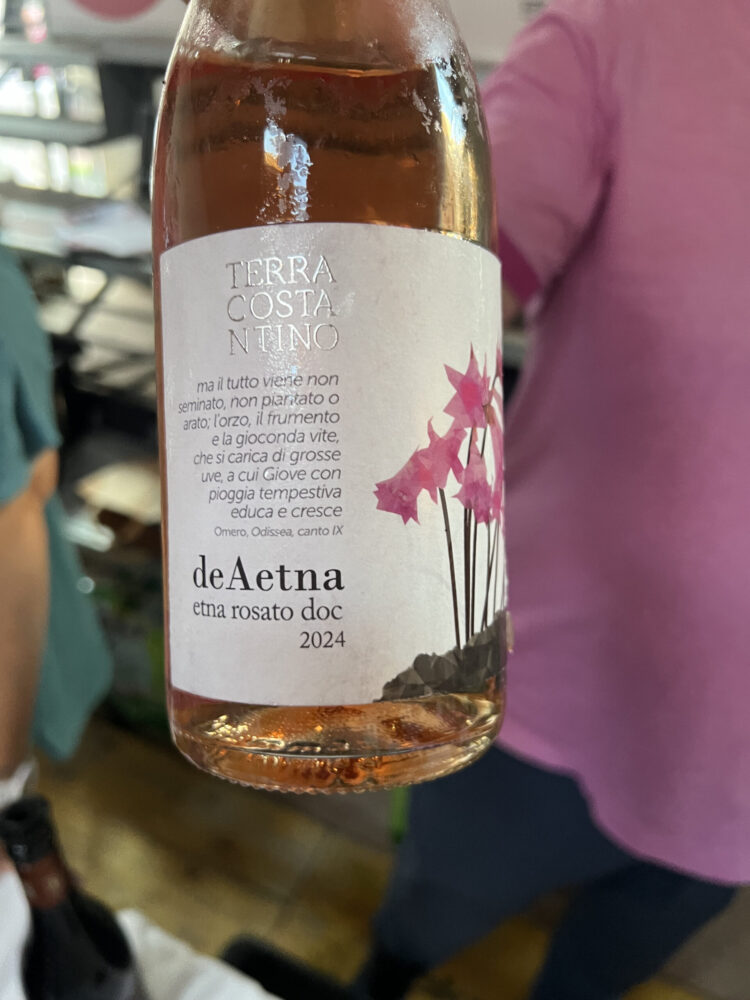 TERRA
COSTA
NTINO
ma il tutto viene non
seminato, non piantato o
arato; l'orzo, il frumento
e la gioconda vite,
che si carica di grosse
uve, a cui Giove con
pioggia tempestiva
educa e cresce
Omero, Odissea, canto IX
deAetna
etna rosato doc
2024